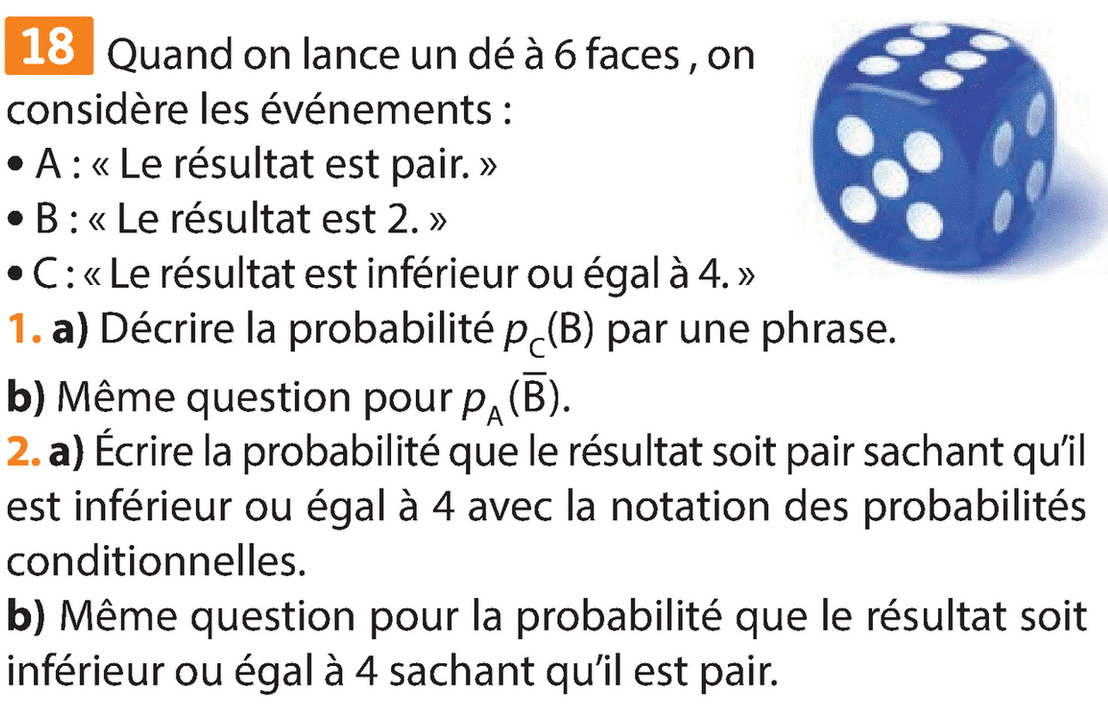 18 Quand on lance un dé à 6 faces , on
considère les événements :
• A : « Le résultat est pair. »
• B : « Le résultat est 2. »
• C : « Le résultat est inférieur ou égal à 4. »
1. a) Décrire la probabilité p_C(B) par une phrase.
b) Même question pour p_A(B̅).
2. a) Écrire la probabilité que le résultat soit pair sachant qu’il
est inférieur ou égal à 4 avec la notation des probabilités
conditionnelles.
b) Même question pour la probabilité que le résultat soit
inférieur ou égal à 4 sachant qu’il est pair.